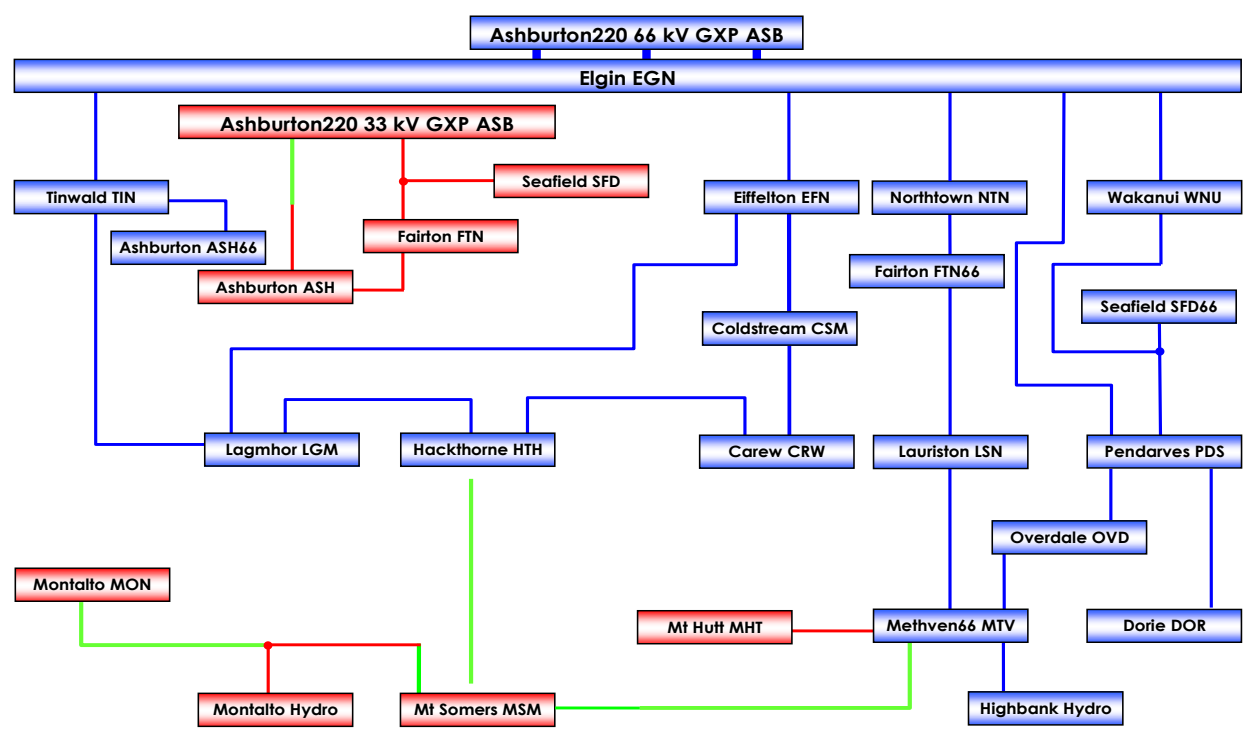 Ashburton220 66 kV GXP ASB
Elgin EGN
Ashburton220 33 kV GXP ASB
Seafield SFD
Tinwald TIN
Eiffelton EFN
Northtown NTN
Wakanui WNU
Fairton FTN
Ashburton ASH66
Fairton FTN66
Ashburton ASH
Seafield SFD66
Coldstream CSM
Lagmhor LGM
Hackthorne HTH
Carew CRW
Lauriston LSN
Pendarves PDS
Overdale OVD
Montalto MON
Mt Hutt MHT
Methven66 MTV
Dorie DOR
Montalto Hydro
Mt Somers MSM
Highbank Hydro